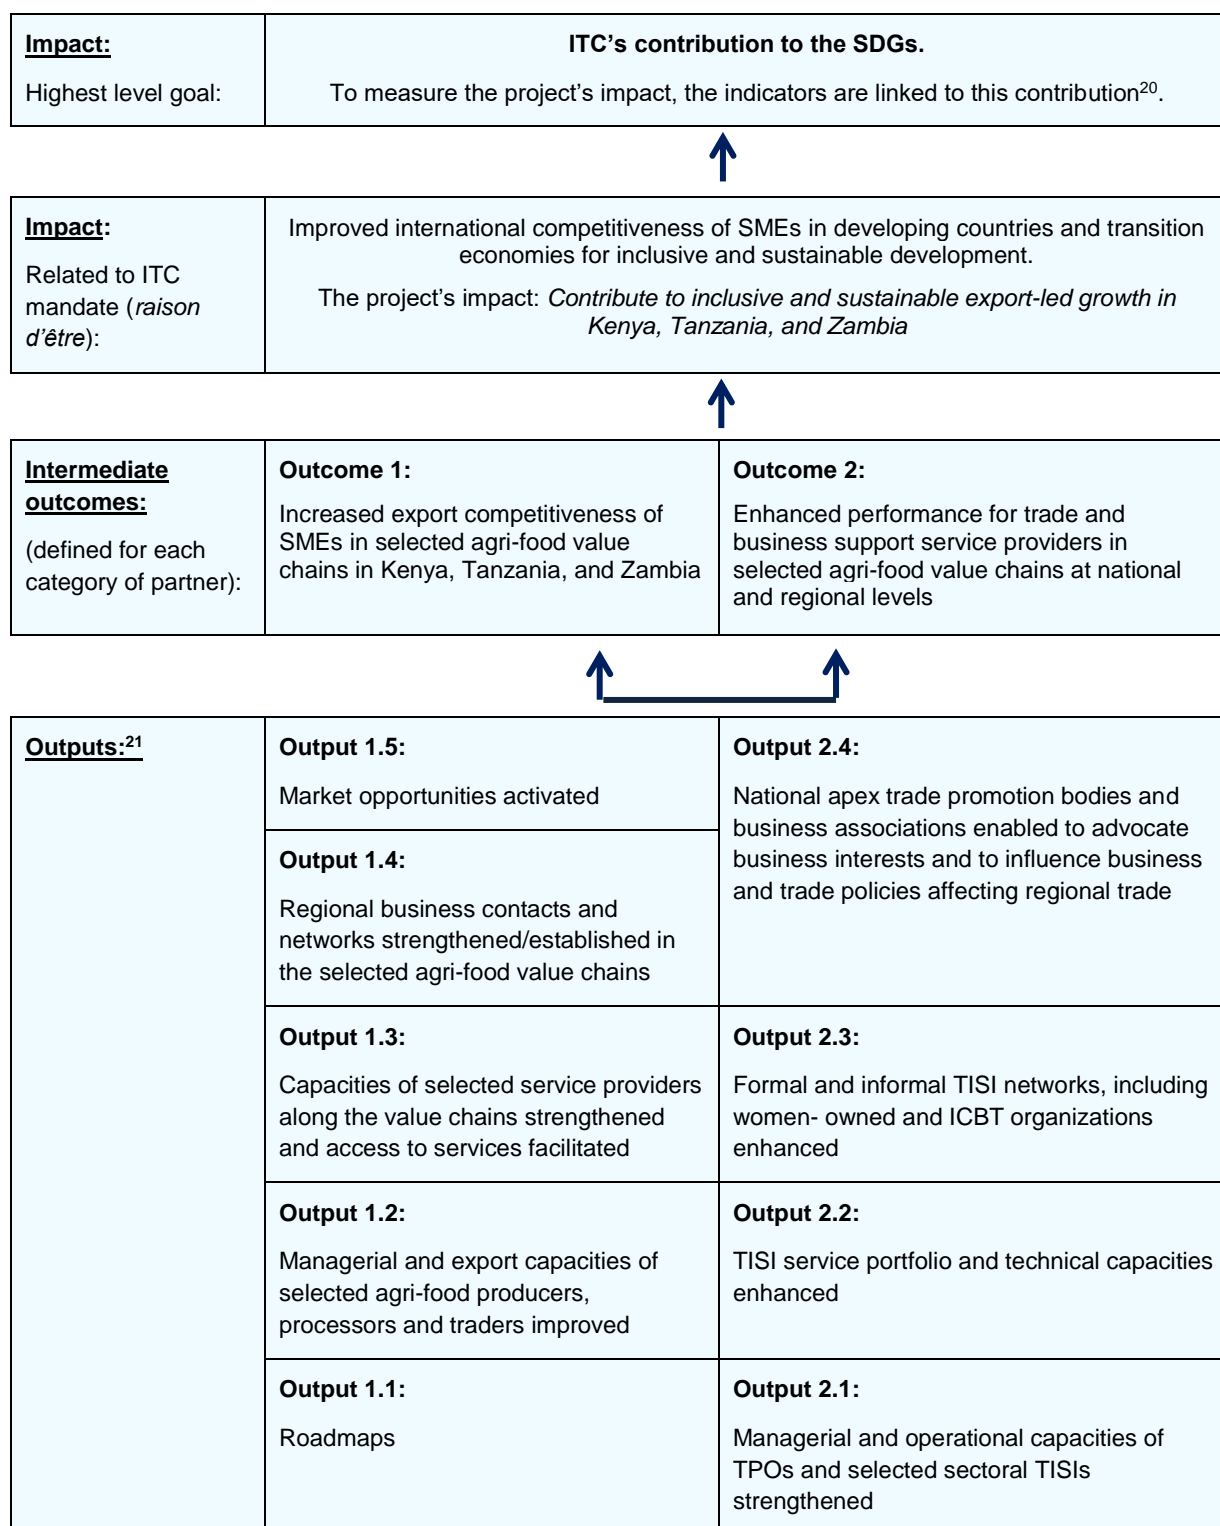 Impact:
Highest level goal:
ITC's contribution to the SDGs.
To measure the project's impact, the indicators are linked to this contribution20.
Impact:
Related to ITC
mandate (raison
d'être):
Improved international competitiveness of SMEs in developing countries and transition
economies for inclusive and sustainable development.
The project's impact: Contribute to inclusive and sustainable export-led growth in
Kenya, Tanzania, and Zambia
Intermediate
outcomes:
(defined for each
category of partner):
Outcome 1:
Increased export competitiveness of
SMEs in selected agri-food value
chains in Kenya, Tanzania, and Zambia
Outcome 2:
Enhanced performance for trade and
business support service providers in
selected agri-food value chains at national
and regional levels
Outputs:21
Output 1.5:
Market opportunities activated
Output 2.4:
National apex trade promotion bodies and
business associations enabled to advocate
business interests and to influence business
and trade policies affecting regional trade
Output 1.4:
Regional business contacts and
networks strengthened/established in
the selected agri-food value chains
Output 1.3:
Capacities of selected service providers
along the value chains strengthened
and access to services facilitated
Output 2.3:
Formal and informal TISI networks, including
women- owned and ICBT organizations
enhanced
Output 1.2:
Managerial and export capacities of
selected agri-food producers,
processors and traders improved
Output 2.2:
TISI service portfolio and technical capacities
enhanced
Output 1.1:
Roadmaps
Output 2.1:
Managerial and operational capacities of
TPOs and selected sectoral TISIs
strengthened